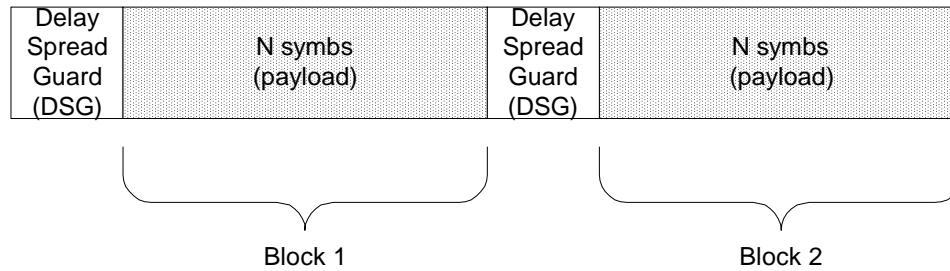 Delay
Spread
Guard
(DSG)
N symbs
(payload)
Delay
Spread
Guard
(DSG)
N symbs
(payload)
Block 1
Block 2